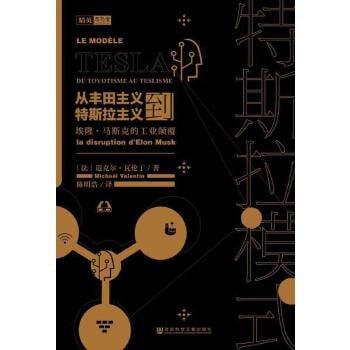 精英
LE MODÈLE
TESLA
DU TOYOTISME AU TESLISME
从丰田主义
特斯拉主义
到
埃隆·马斯克的工业颠覆
la disruption d'Elon Musk
〔法〕迈克尔·瓦伦丁／著
Michaël Valentin
陈明浩／译
特斯拉模式
社会科学文献出版社